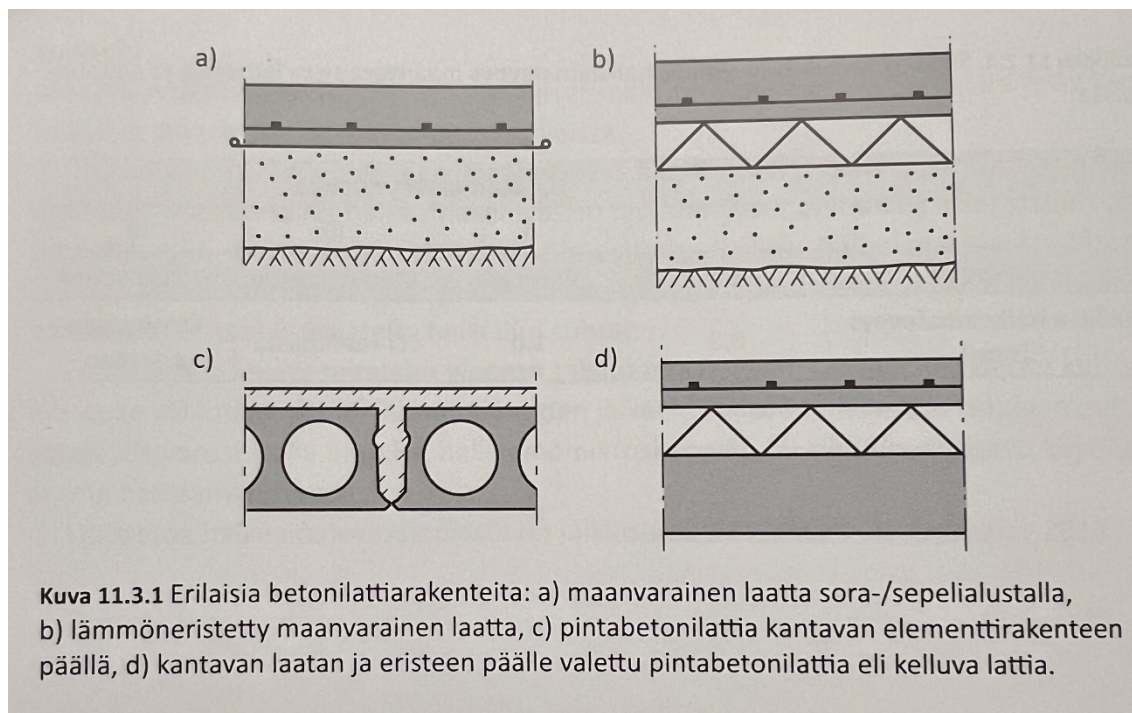 a)
b)
c)
d)
Kuva 11.3.1 Erilaisia betonilattiarakenteita: a) maanvarainen laatta sora-/sepelialustalla,
b) lämmöneristetty maanvarainen laatta, c) pintabetonilattia kantavan elementtirakenteen
päällä, d) kantavan laatan ja eristeen päälle valettu pintabetonilattia eli kelluva lattia.